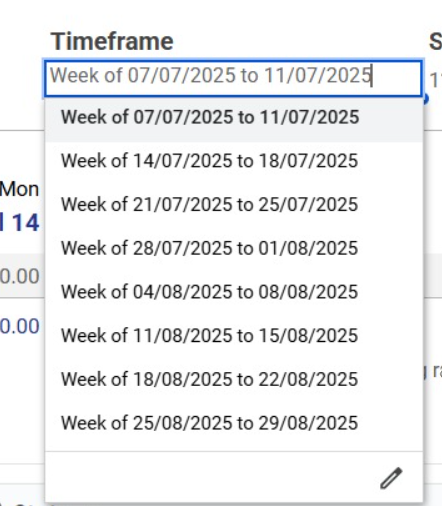 Timeframe
S
Week of 07/07/2025 to 11/07/2025
Week of 07/07/2025 to 11/07/2025
Week of 14/07/2025 to 18/07/2025
Mon
14
Week of 21/07/2025 to 25/07/2025
Week of 28/07/2025 to 01/08/2025
0.00
Week of 04/08/2025 to 08/08/2025
0.00
Week of 11/08/2025 to 15/08/2025
Week of 18/08/2025 to 22/08/2025
Week of 25/08/2025 to 29/08/2025